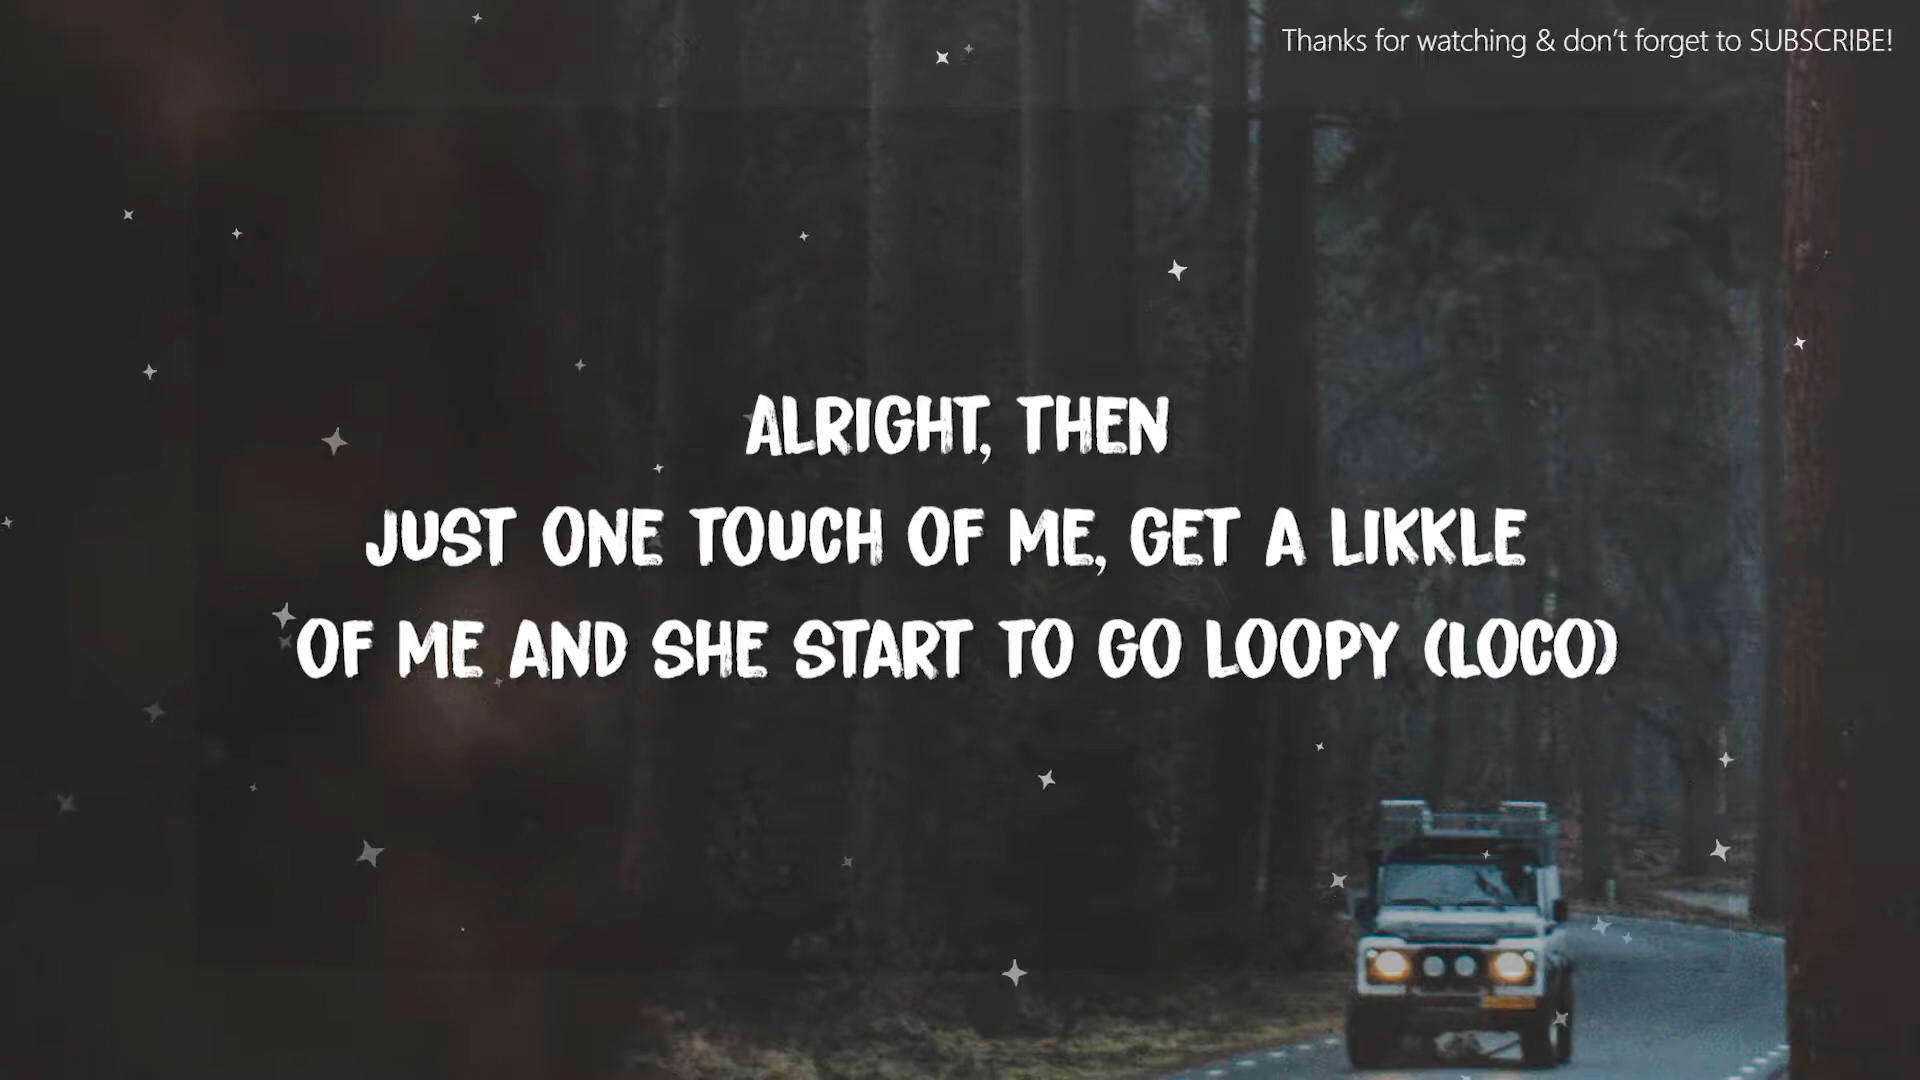 Thanks for watching & don't forget to SUBSCRIBE!
ALRIGHT, THEN
JUST ONE TOUCH OF ME, GET A LIKKLE
OF ME AND SHE START TO GO LOOPY (LOCO)